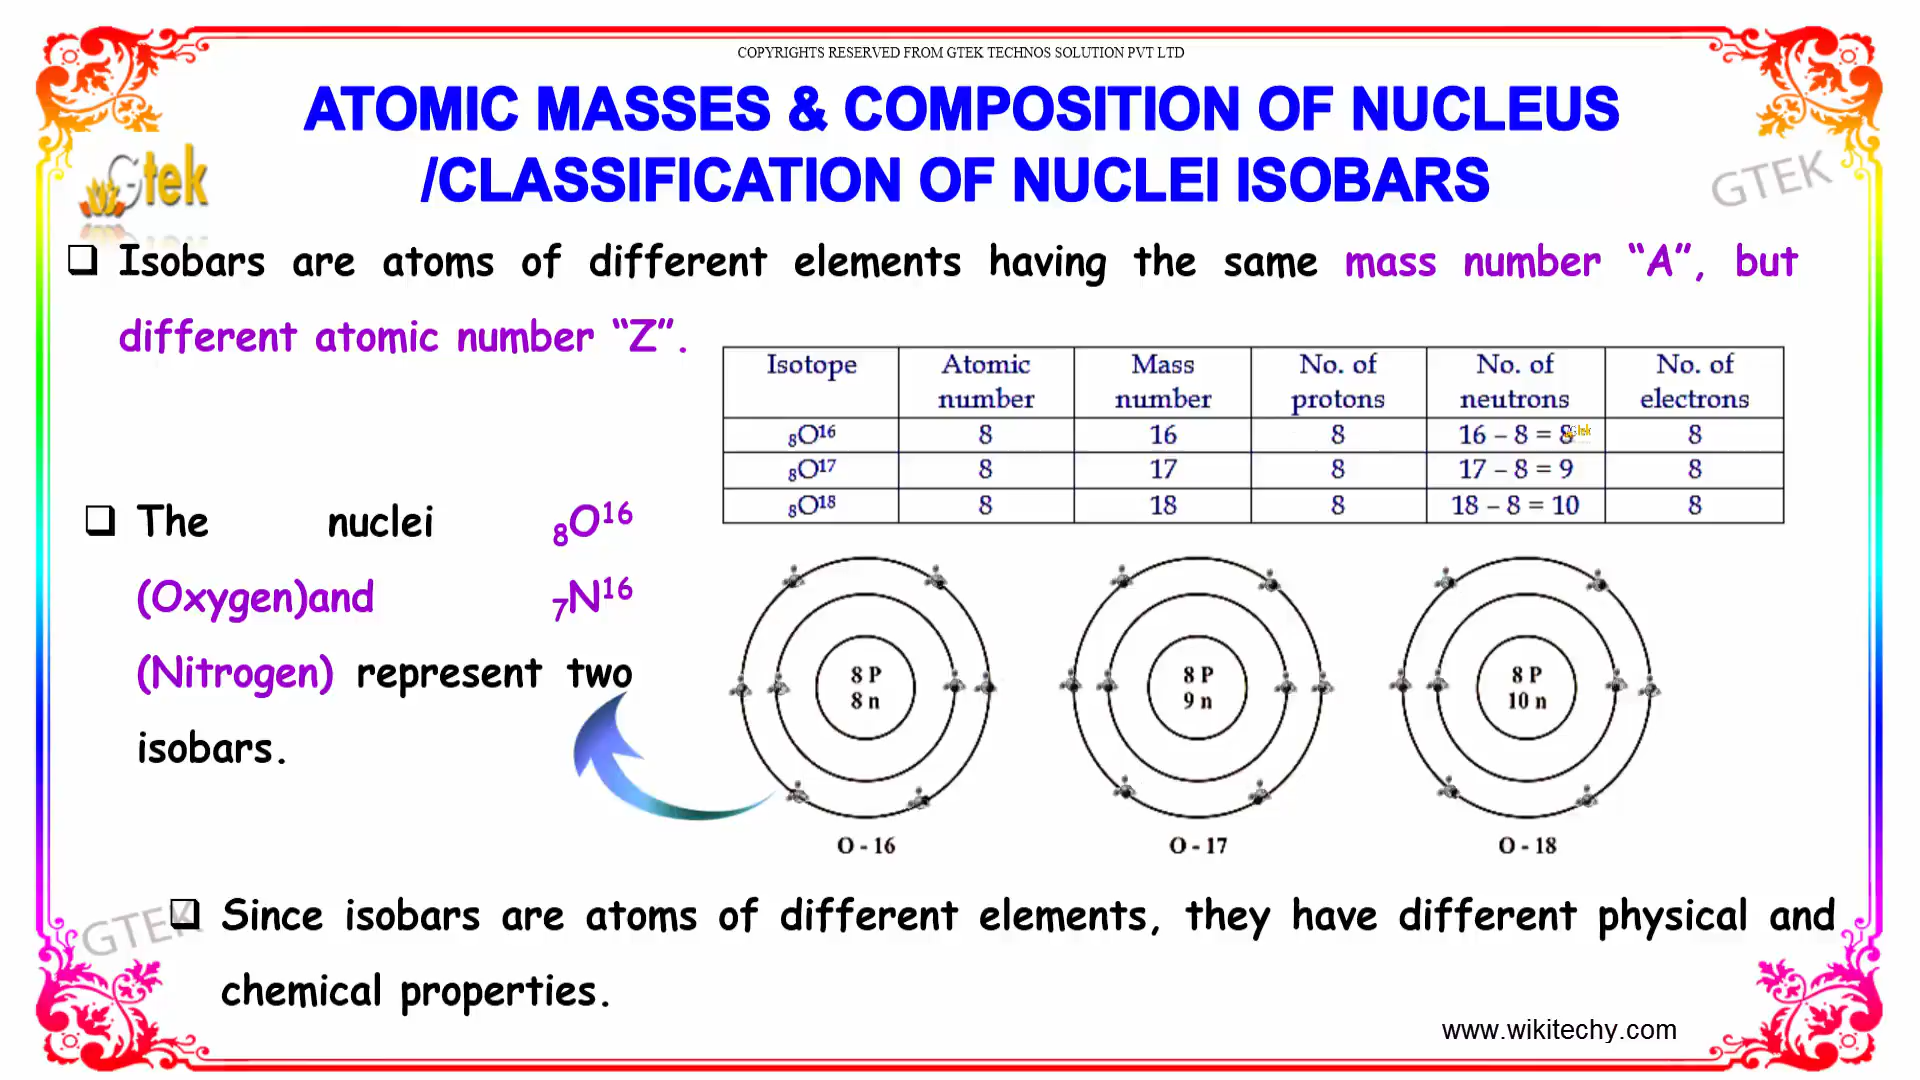 COPYRIGHTS RESERVED FROM GTEK TECHNOS SOLUTION PVT LTD
ATOMIC MASSES & COMPOSITION OF NUCLEUS
/CLASSIFICATION OF NUCLEI ISOBARS
Gtek
GTEK
Isobars are atoms of different elements having the same mass number “A”, but
different atomic number “Z”.
Isotope Atomic number Mass number No. of protons No. of neutrons No. of electrons
₈O¹⁶ 8 16 8 16 – 8 = 8 8
Gtek
₈O¹⁷ 8 17 8 17 – 8 = 9 8
₈O¹⁸ 8 18 8 18 – 8 = 10 8
The nuclei ₈O¹⁶
(Oxygen)and ₇N¹⁶
(Nitrogen) represent two
isobars.
8 P
8 n
O - 16
8 P
9 n
O - 17
8 P
10 n
O - 18
GTEK
Since isobars are atoms of different elements, they have different physical and
chemical properties.
www.wikitechy.com